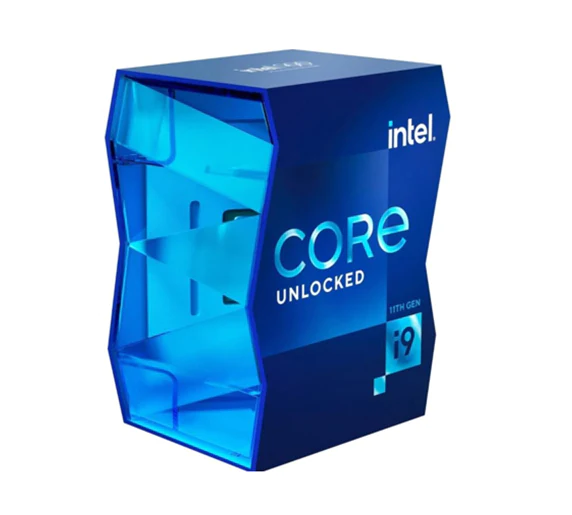 intel.
CORE
UNLOCKED
11TH GEN
i9